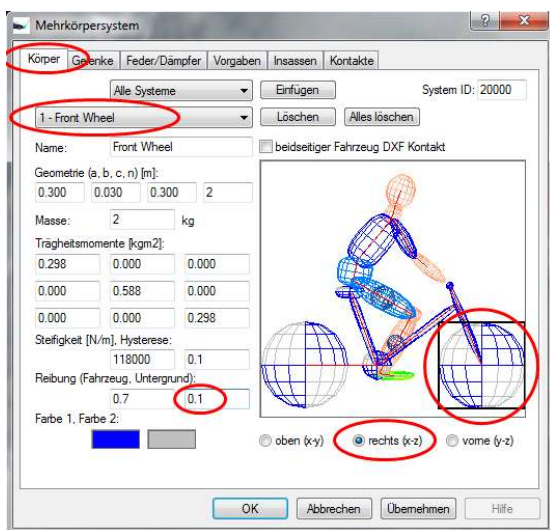 Mehrkörpersystem
Körper Gelenke Feder/Dämpfer Vorgaben Insassen Kontakte
Alle Systeme Einfügen System ID: 20000
1 - Front Wheel Löschen Alles löschen
Name: Front Wheel beidseitiger Fahrzeug DXF Kontakt
Geometrie (a, b, c, n) [m]:
0.300 0.030 0.300 2
Masse: 2 kg
Trägheitsmomente [kgm2]:
0.298 0.000 0.000
0.000 0.588 0.000
0.000 0.000 0.298
Steifigkeit [N/m], Hysterese:
118000 0.1
Reibung (Fahrzeug, Untergrund):
0.7 0.1
Farbe 1, Farbe 2:
oben (x-y) rechts (x-z) vorne (y-z)
OK Abbrechen Übernehmen Hilfe